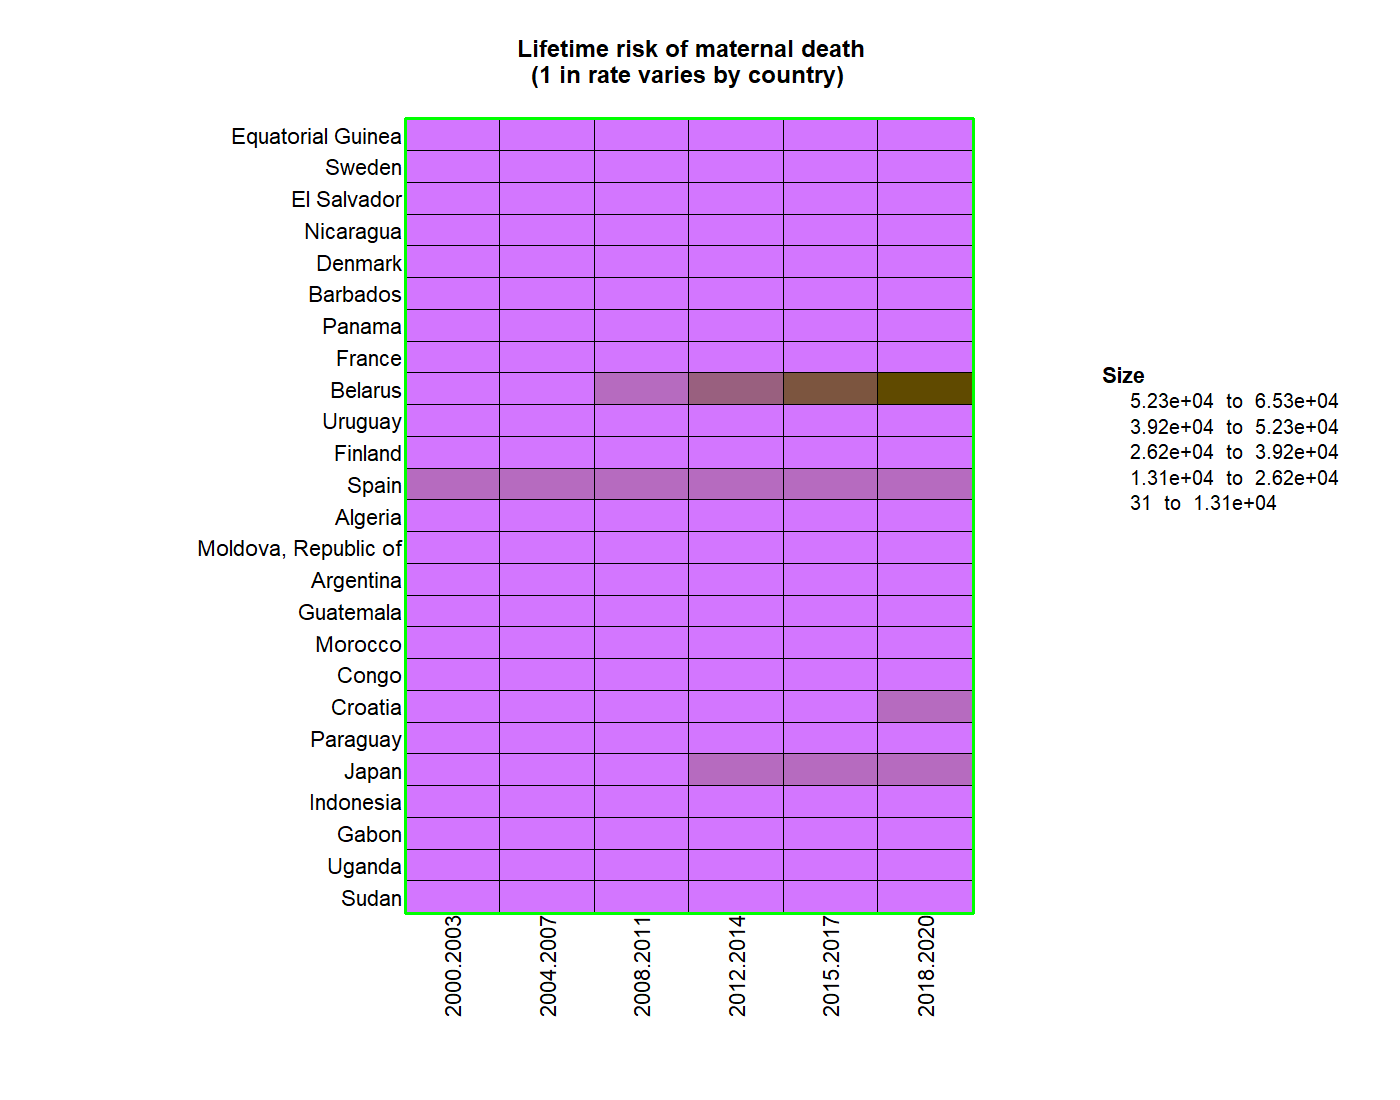 Lifetime risk of maternal death
(1 in rate varies by country)
Equatorial Guinea
Sweden
El Salvador
Nicaragua
Denmark
Barbados
Panama
France
Belarus
Uruguay
Finland
Spain
Algeria
Moldova, Republic of
Argentina
Guatemala
Morocco
Congo
Croatia
Paraguay
Japan
Indonesia
Gabon
Uganda
Sudan
2000.2003
2004.2007
2008.2011
2012.2014
2015.2017
2018.2020
Size
5.23e+04 to 6.53e+04
3.92e+04 to 5.23e+04
2.62e+04 to 3.92e+04
1.31e+04 to 2.62e+04
31 to 1.31e+04